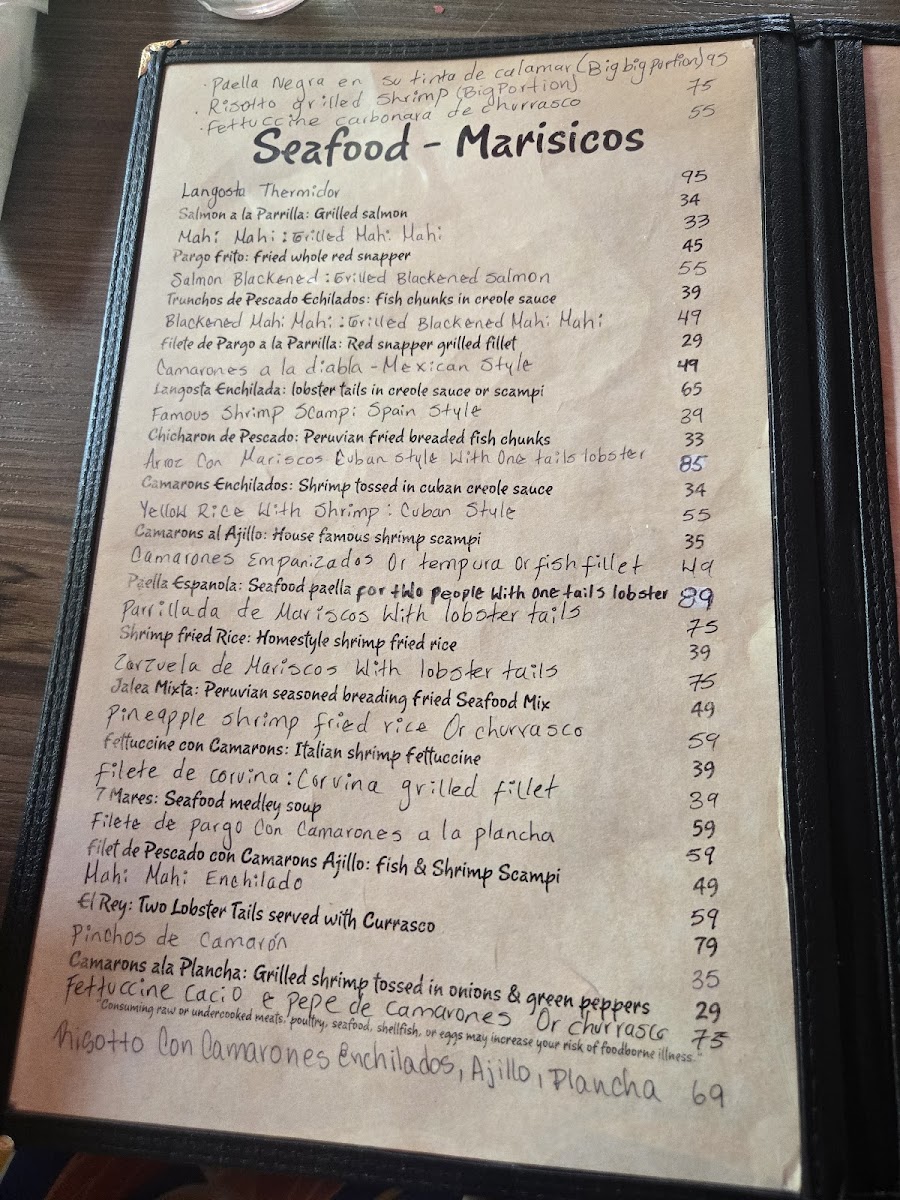 · Paella Negra en su tinta de calamar (Big big portion) 95
· Risotto grilled shrimp (Big Portion) 75
· Fettuccine carbonara de churrasco 55
Seafood - Marisicos
Langosta Thermidor 95
Salmon a la Parrilla: Grilled salmon 34
Mahi Mahi : Grilled Mahi Mahi 33
Pargo frito: fried whole red snapper 45
Salmon Blackened : Grilled Blackened Salmon 55
Trunchos de Pescado Echilados: fish chunks in creole sauce 39
Blackened Mahi Mahi : Grilled Blackened Mahi Mahi 49
filete de Pargo a la Parrilla: Red snapper grilled fillet 29
Camarones a la diabla - Mexican Style 49
Langosta Enchilada: lobster tails in creole sauce or scampi 65
Famous Shrimp Scampi Spain Style 39
Chicharon de Pescado: Peruvian fried breaded fish chunks 33
Arroz Con Mariscos Cuban style With One tails lobster 85
Camarons Enchilados: Shrimp tossed in cuban creole sauce 34
Yellow Rice With Shrimp : Cuban Style 55
Camarons al Ajillo: House famous shrimp scampi 35
Camarones Empanizados Or tempura Or fish fillet 49
Paella Espanola: Seafood paella for two people With one tails lobster 89
Parrillada de Mariscos With lobster tails 75
Shrimp fried Rice: Homestyle shrimp fried rice 39
Zarzuela de Mariscos With lobster tails 75
Jalea Mixta: Peruvian seasoned breading fried Seafood Mix 49
Pineapple shrimp fried rice Or churrasco 59
fettuccine con Camarons: Italian shrimp fettuccine 39
filete de corvina : Corvina grilled fillet 39
7 Mares: Seafood medley soup 59
Filete de pargo Con Camarones a la plancha 59
filet de Pescado con Camarons Ajillo: fish & Shrimp Scampi 49
Mahi Mahi Enchilado 59
El Rey: Two Lobster Tails served with Currasco 79
Pinchos de Camarón 35
Camarons ala Plancha: Grilled shrimp tossed in onions & green peppers 29
Fettuccine Cacio e Pepe de Camarones Or churrasco 75
"Consuming raw or undercooked meats, poultry, seafood, shellfish, or eggs may increase your risk of foodborne illness."
Risotto Con Camarones Enchilados, Ajillo, Plancha 69